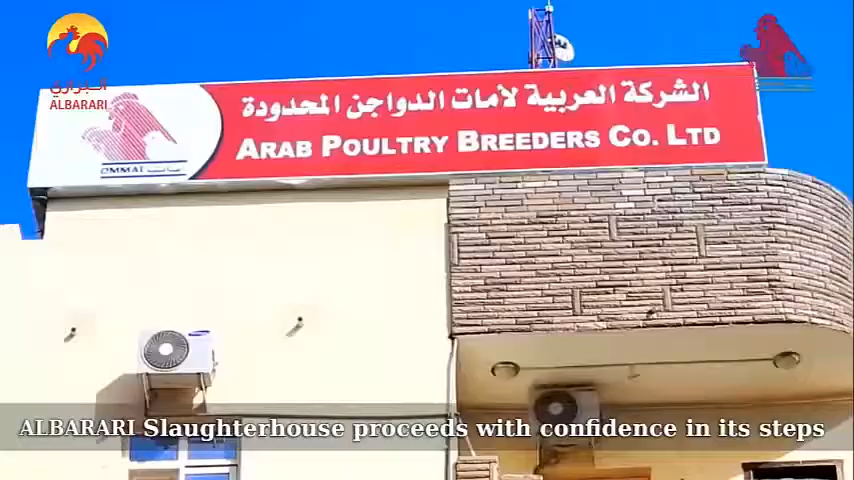 البراري
ALBARARI
الشركة العربية لأمات الدواجن المحدودة
ARAB POULTRY BREEDERS CO. LTD
OMMAT
ALBARARI Slaughterhouse proceeds with confidence in its steps